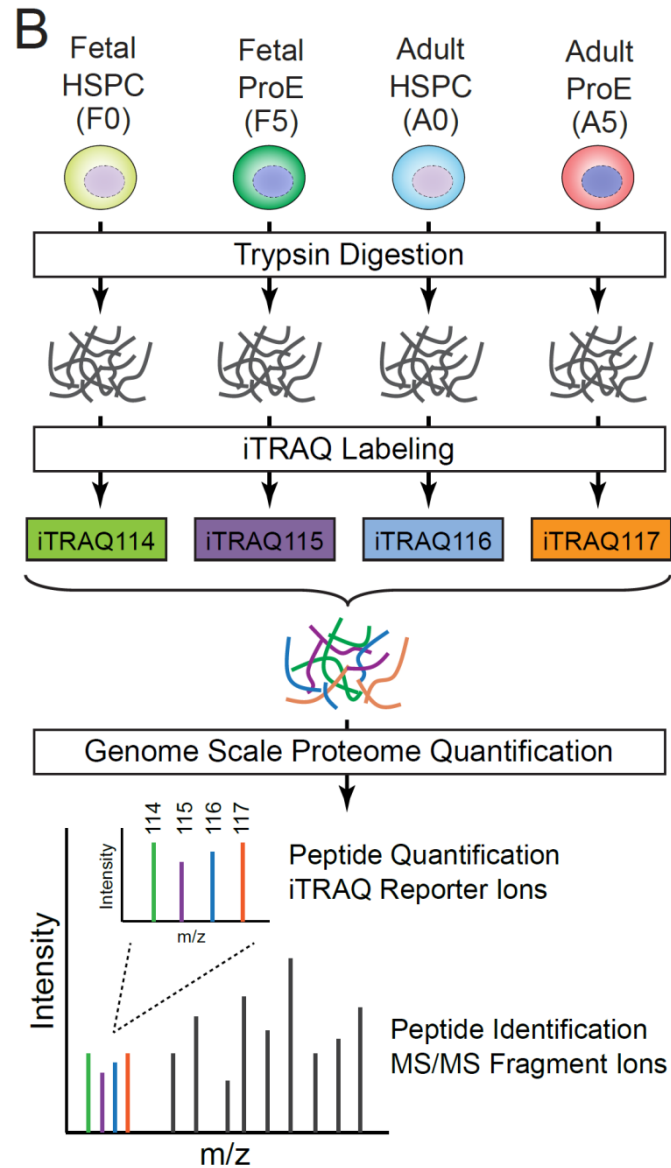 B
Fetal
HSPC
(F0)
Fetal
ProE
(F5)
Adult
HSPC
(A0)
Adult
ProE
(A5)
Trypsin Digestion
iTRAQ Labeling
iTRAQ114
iTRAQ115
iTRAQ116
iTRAQ117
Genome Scale Proteome Quantification
114
115
116
117
Intensity
m/z
Peptide Quantification
iTRAQ Reporter Ions
Intensity
Peptide Identification
MS/MS Fragment Ions
m/z